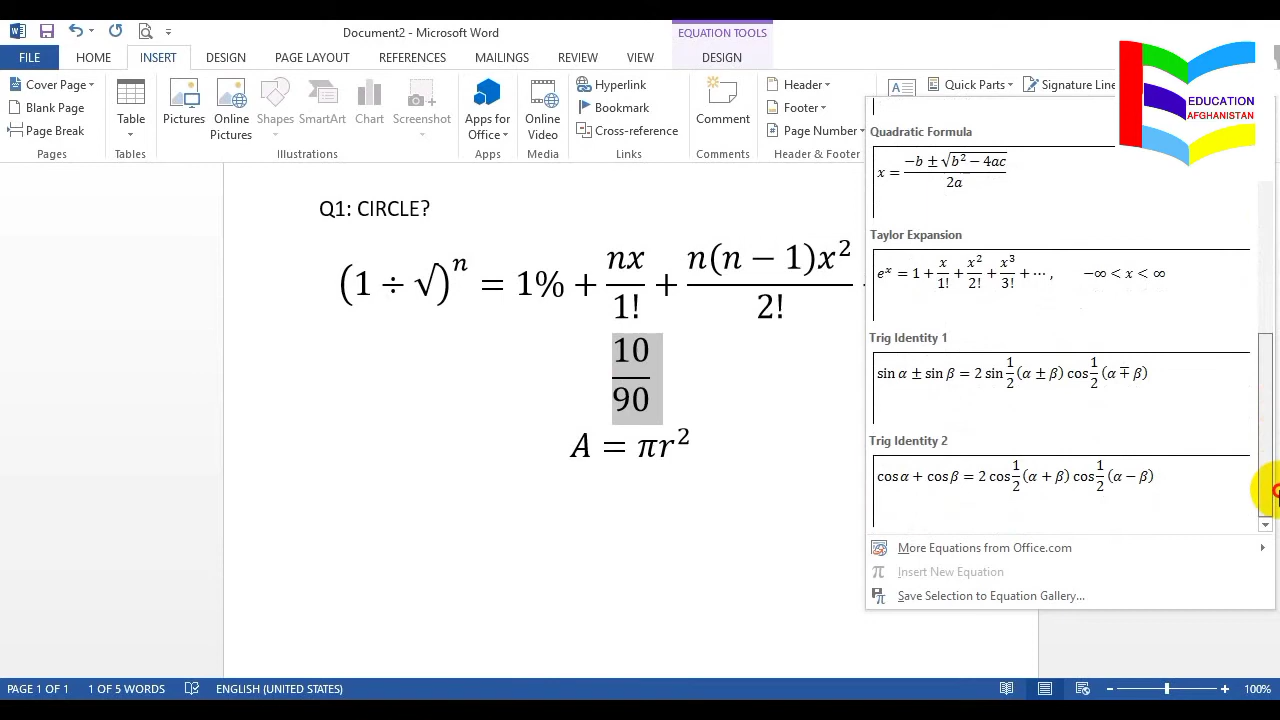 Document2 - Microsoft Word
EQUATION TOOLS
FILE
HOME
INSERT
DESIGN
PAGE LAYOUT
REFERENCES
MAILINGS
REVIEW
VIEW
DESIGN
Cover Page
Blank Page
Page Break
Pages
Table
Tables
Pictures
Online Pictures
Shapes
SmartArt
Chart
Screenshot
Illustrations
Apps for Office
Apps
Online Video
Media
Hyperlink
Bookmark
Cross-reference
Links
Comment
Comments
Header
Footer
Page Number
Header & Footer
Quick Parts
Signature Line
EDUCATION
AFGHANISTAN
Q1: CIRCLE?
(1 ÷ √)^n = 1% + nx/1! + n(n − 1)x²/2!
10/90
A = πr²
Quadratic Formula
x = (−b ± √(b² − 4ac))/2a
Taylor Expansion
e^x = 1 + x/1! + x²/2! + x³/3! + ⋯ ,   −∞ < x < ∞
Trig Identity 1
sin α ± sin β = 2 sin 1/2 (α ± β) cos 1/2 (α ∓ β)
Trig Identity 2
cos α + cos β = 2 cos 1/2 (α + β) cos 1/2 (α − β)
More Equations from Office.com
Insert New Equation
Save Selection to Equation Gallery...
PAGE 1 OF 1
1 OF 5 WORDS
ENGLISH (UNITED STATES)
100%